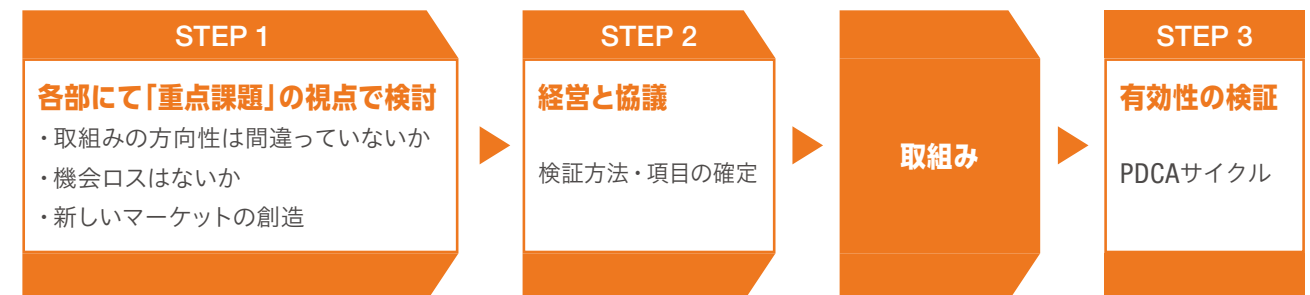 STEP 1
各部にて「重点課題」の視点で検討
・取組みの方向性は間違っていないか
・機会ロスはないか
・新しいマーケットの創造
STEP 2
経営と協議
検証方法・項目の確定
取組み
STEP 3
有効性の検証
PDCAサイクル